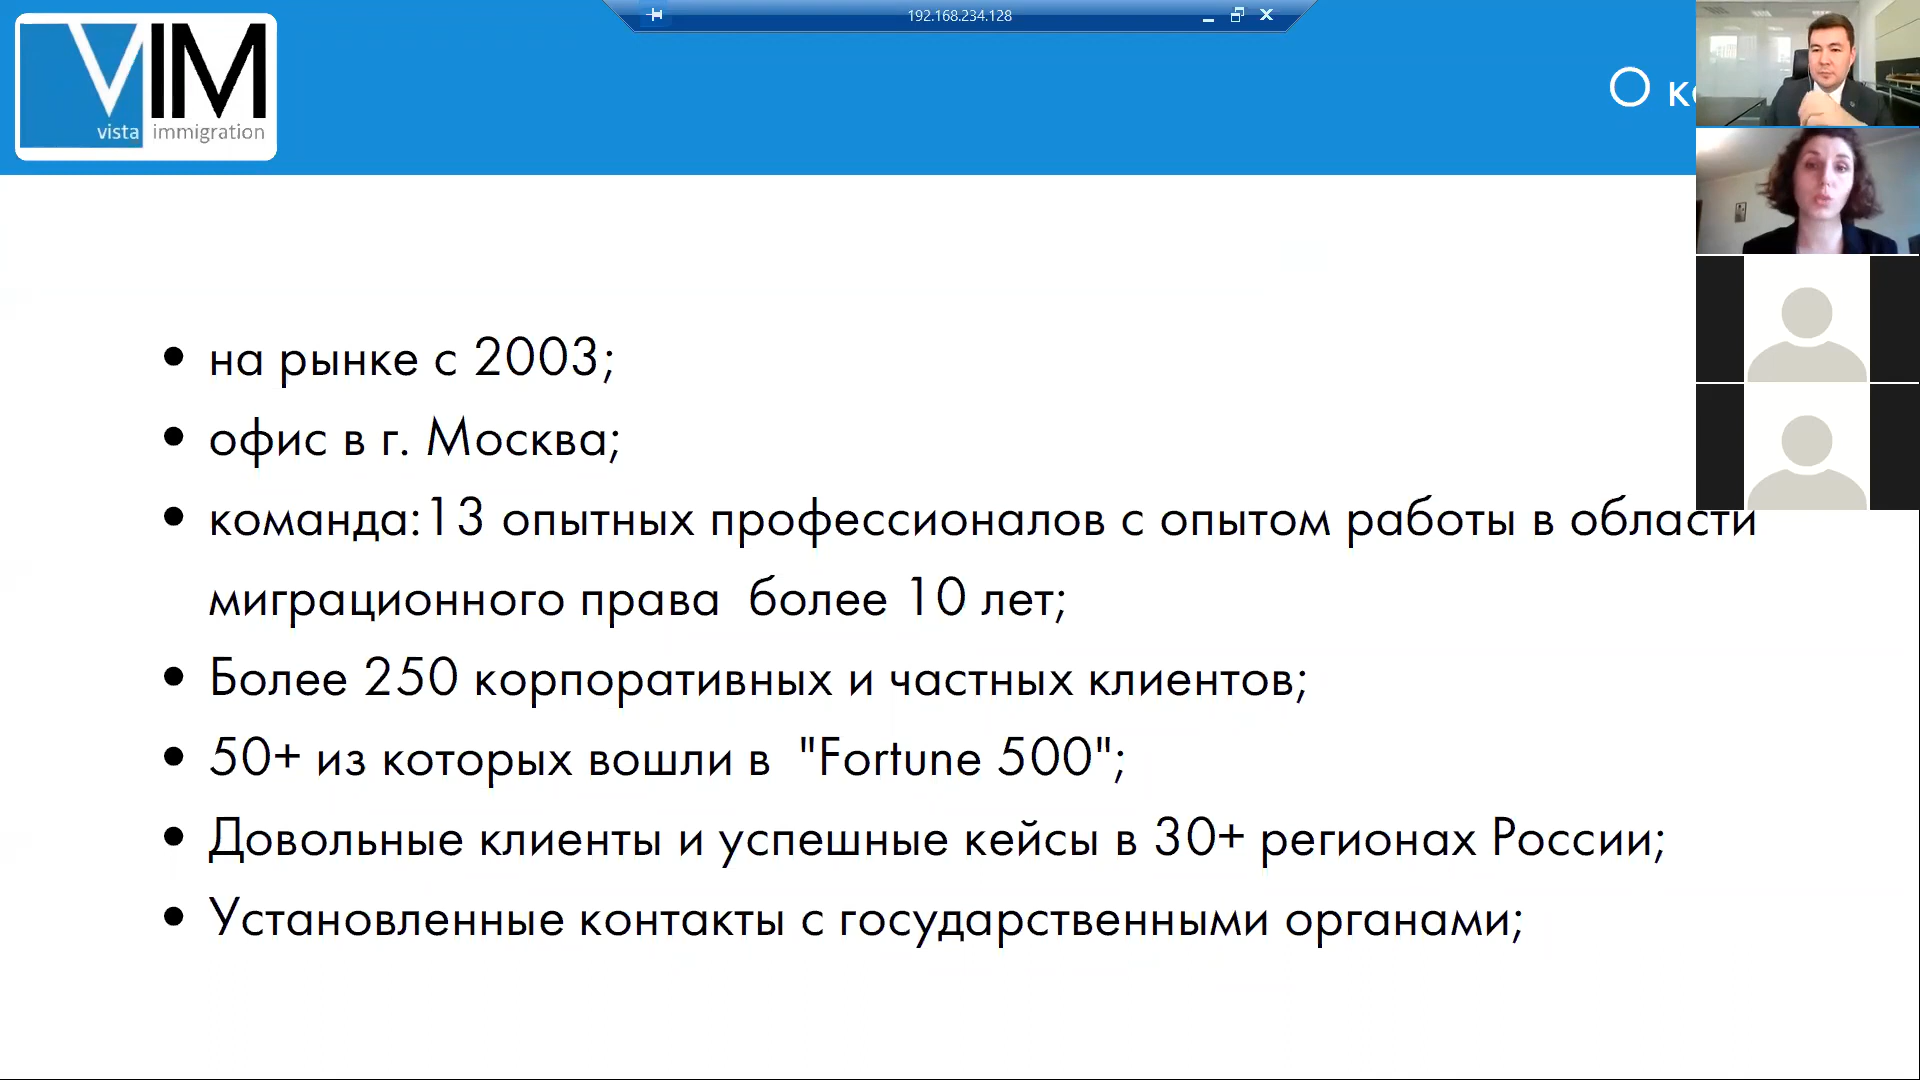 192.168.234.128
VIM
vista immigration
О
на рынке с 2003;
офис в г. Москва;
команда:13 опытных профессионалов с опытом работы в области
миграционного права более 10 лет;
Более 250 корпоративных и частных клиентов;
50+ из которых вошли в "Fortune 500";
Довольные клиенты и успешные кейсы в 30+ регионах России;
Установленные контакты с государственными органами;